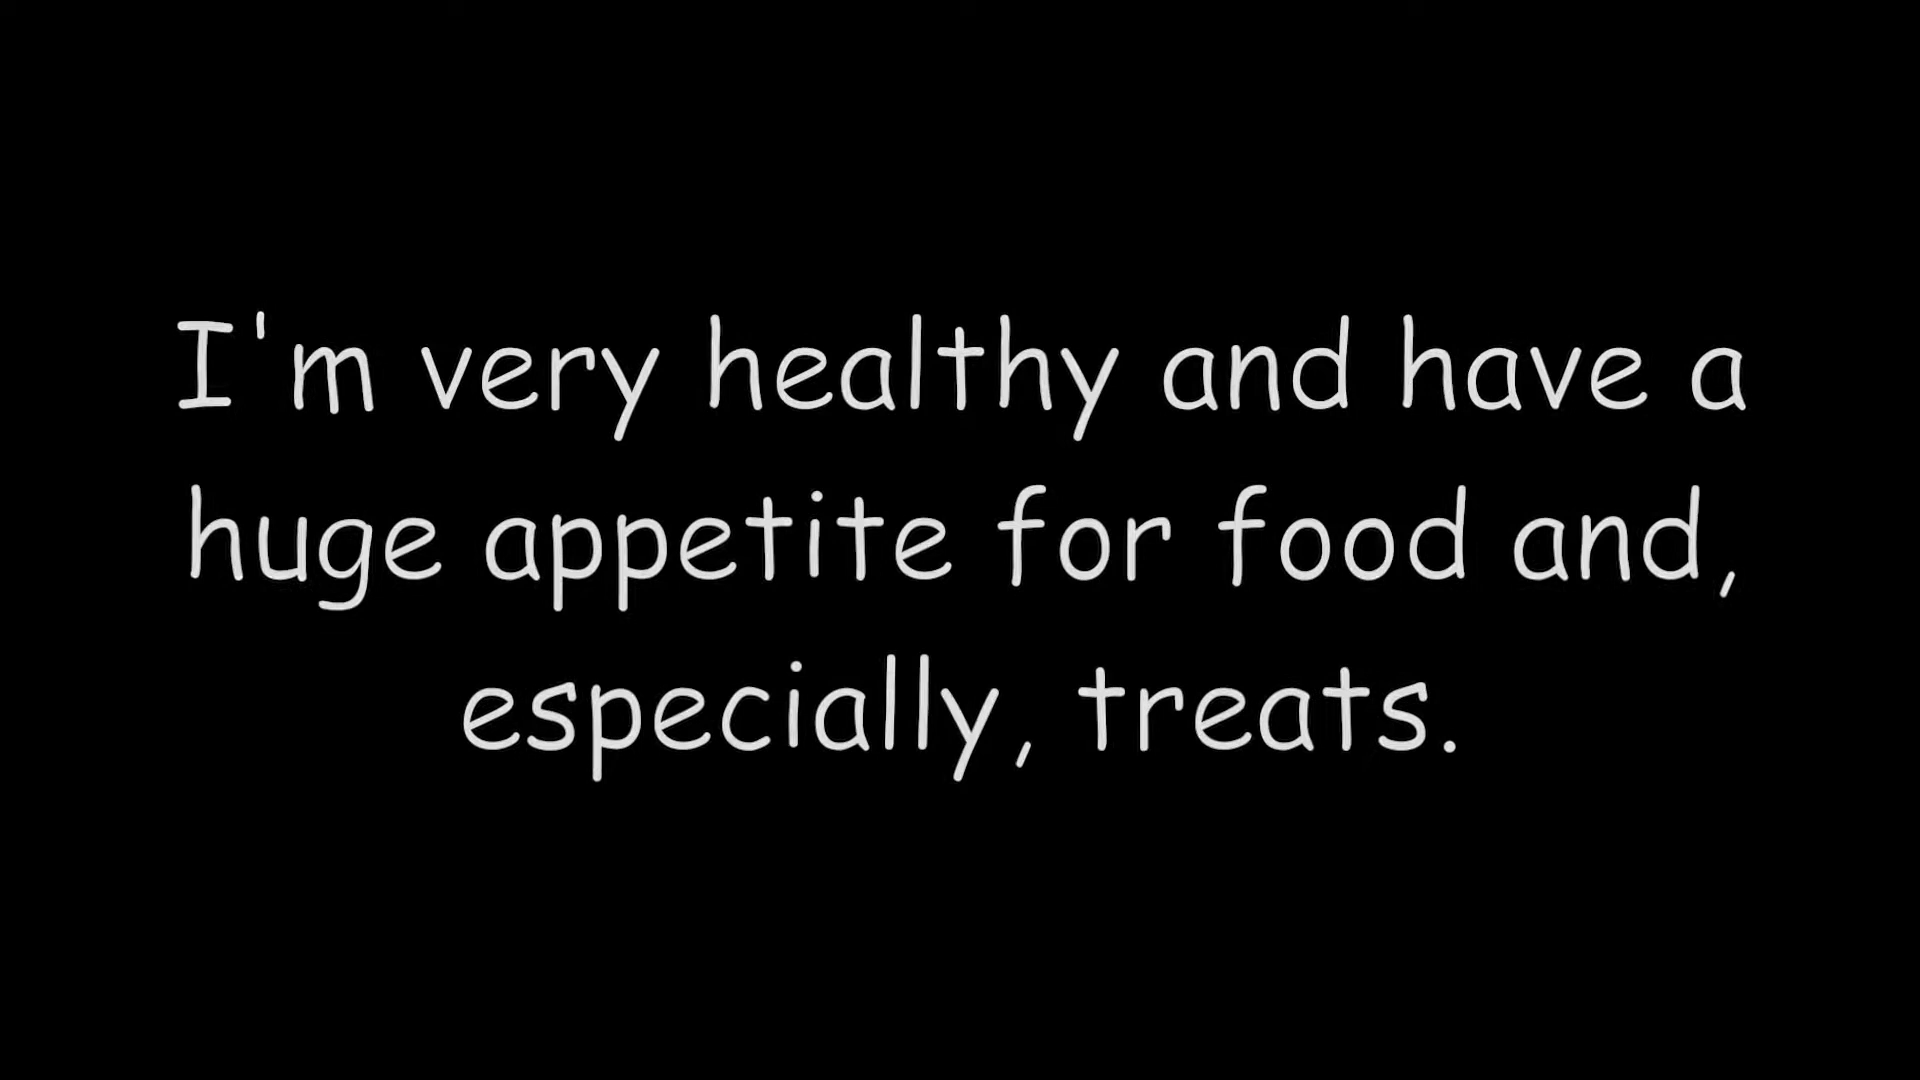 I'm very healthy and have a
huge appetite for food and,
especially, treats.